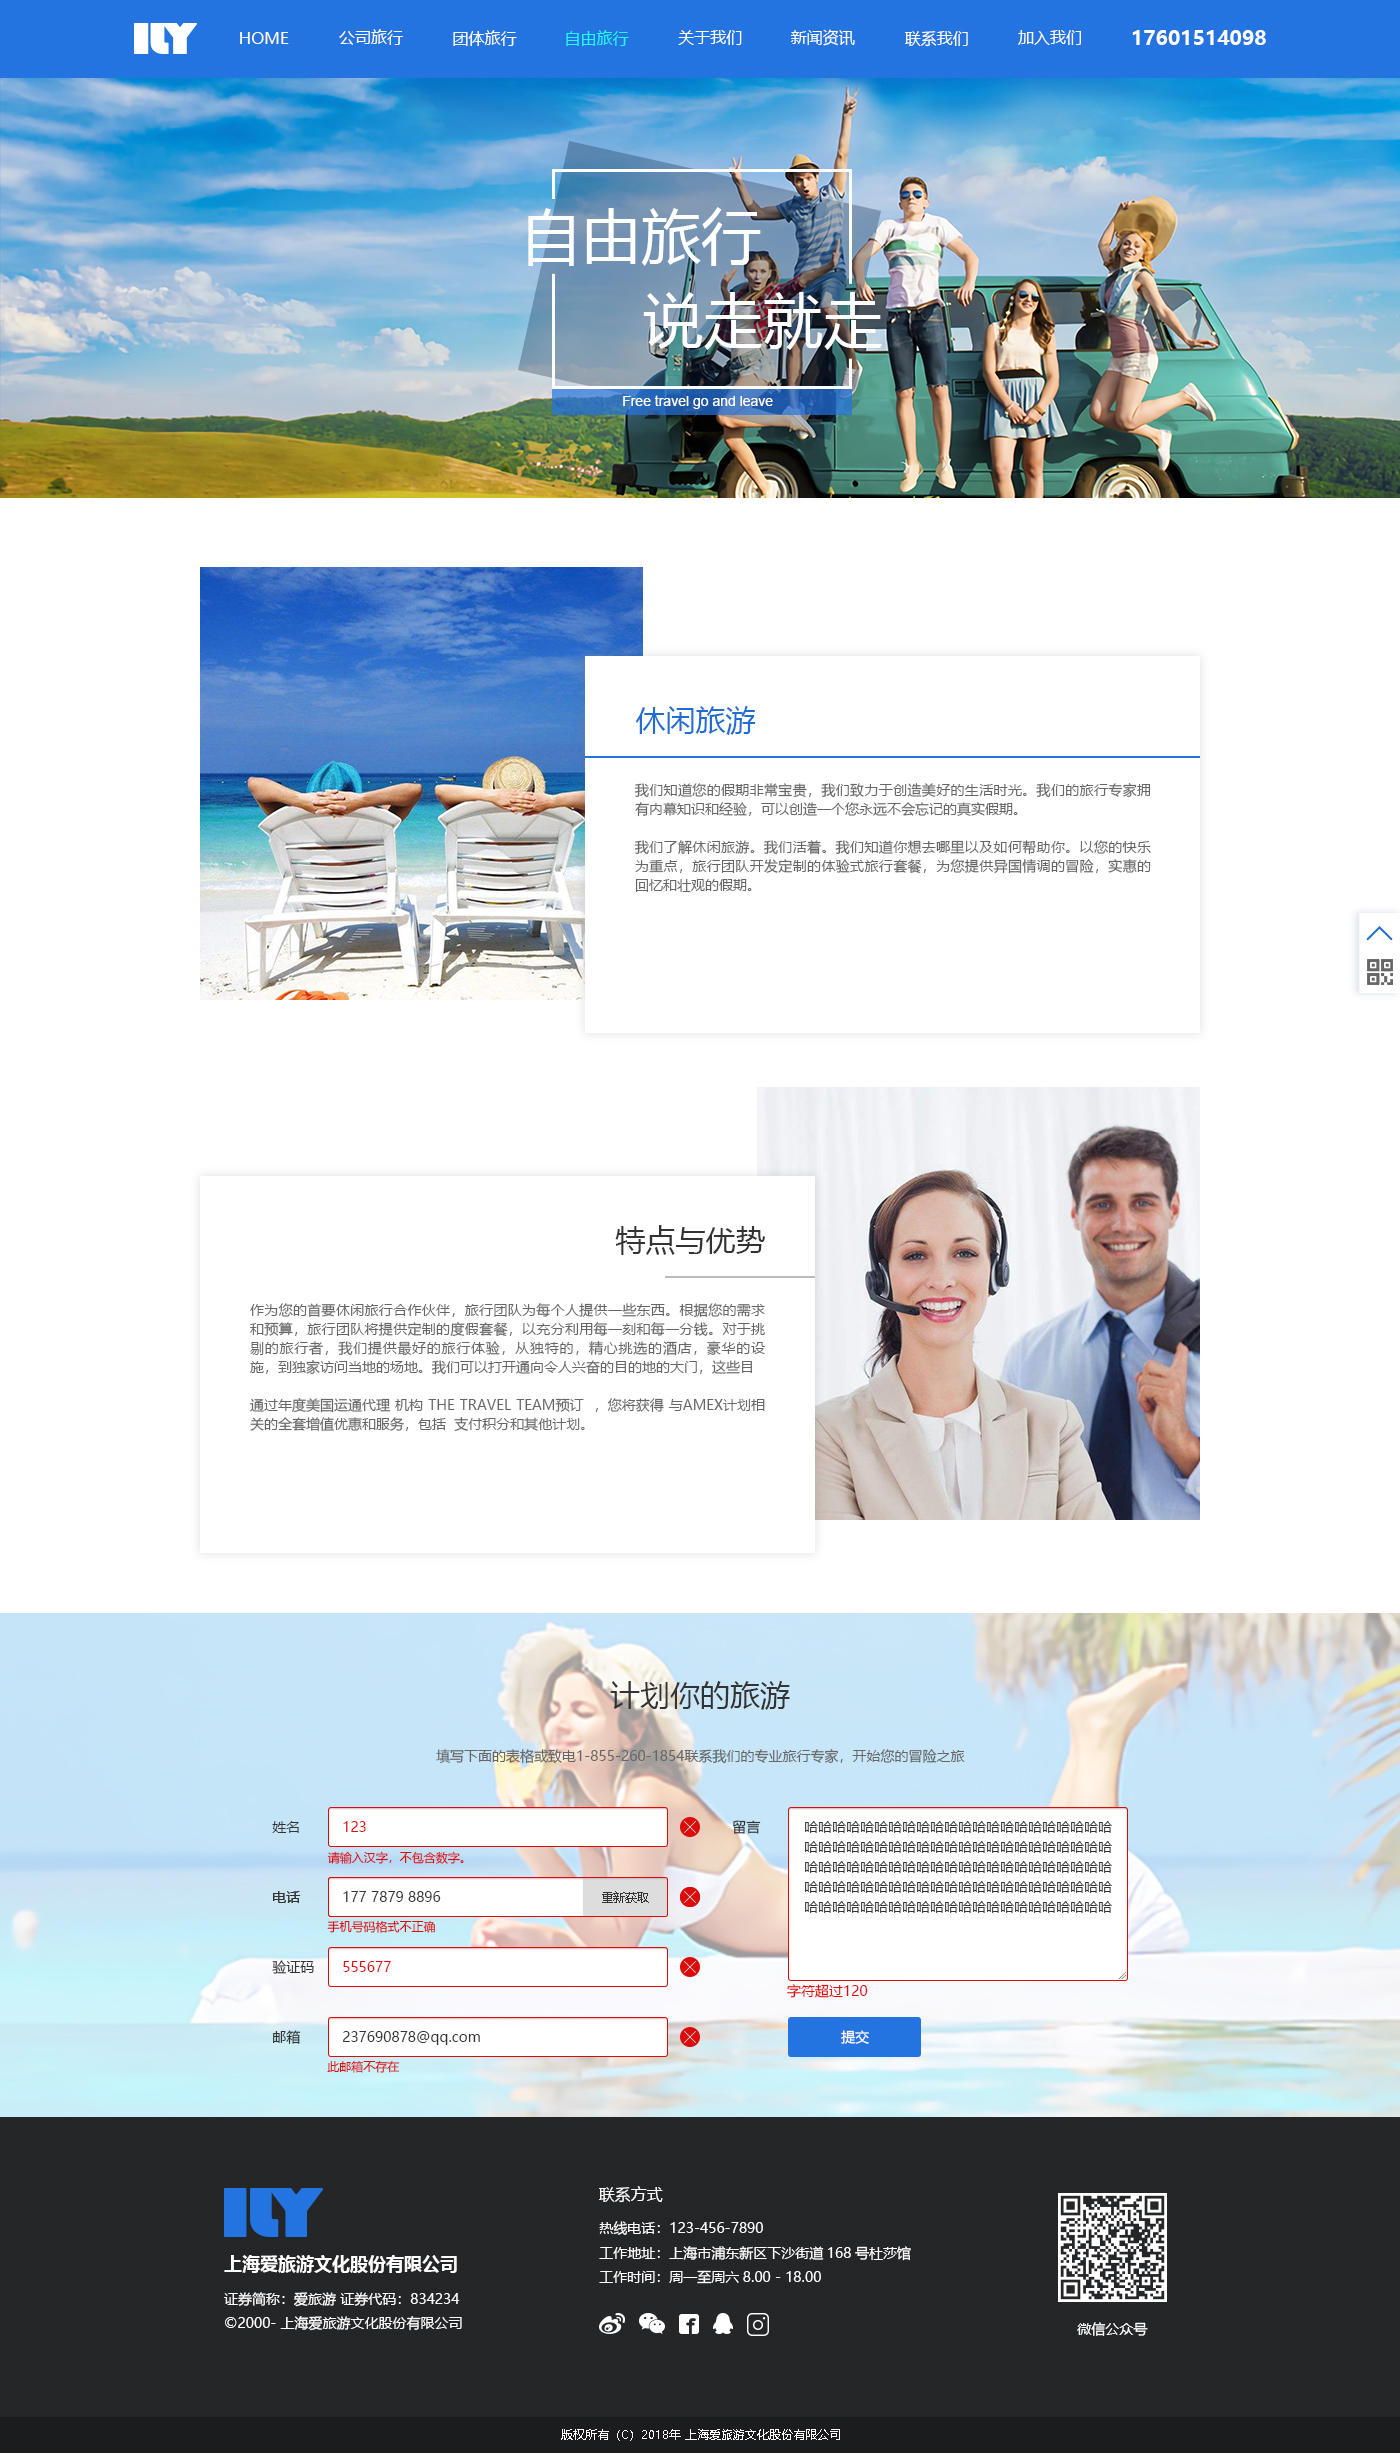 ILY HOME 公司旅行 团体旅行 自由旅行 关于我们 新闻资讯 联系我们 加入我们 17601514098
自由旅行
说走就走
Free travel go and leave
休闲旅游
我们知道您的假期非常宝贵，我们致力于创造美好的生活时光。我们的旅行专家拥
有内幕知识和经验，可以创造一个您永远不会忘记的真实假期。
我们了解休闲旅游。我们活着。我们知道你想去哪里以及如何帮助你。以您的快乐
为重点，旅行团队开发定制的体验式旅行套餐，为您提供异国情调的冒险，实惠的
回忆和壮观的假期。
特点与优势
作为您的首要休闲旅行合作伙伴，旅行团队为每个人提供一些东西。根据您的需求
和预算，旅行团队将提供定制的度假套餐，以充分利用每一刻和每一分钱。对于挑
剔的旅行者，我们提供最好的旅行体验，从独特的，精心挑选的酒店，豪华的设
施，到独家访问当地的场地。我们可以打开通向令人兴奋的目的地的大门，这些目
通过年度美国运通代理 机构 THE TRAVEL TEAM预订 ，您将获得 与AMEX计划相
关的全套增值优惠和服务，包括 支付积分和其他计划。
计划你的旅游
填写下面的表格或致电1-855-260-1854联系我们的专业旅行专家，开始您的冒险之旅
姓名 123
请输入汉字，不包含数字。
电话 177 7879 8896 重新获取
手机号码格式不正确
验证码 555677
邮箱 237690878@qq.com
此邮箱不存在
留言
哈哈哈哈哈哈哈哈哈哈哈哈哈哈哈哈哈哈哈哈哈哈
哈哈哈哈哈哈哈哈哈哈哈哈哈哈哈哈哈哈哈哈哈哈
哈哈哈哈哈哈哈哈哈哈哈哈哈哈哈哈哈哈哈哈哈哈
哈哈哈哈哈哈哈哈哈哈哈哈哈哈哈哈哈哈哈哈哈哈
哈哈哈哈哈哈哈哈哈哈哈哈哈哈哈哈哈哈哈哈哈哈
字符超过120
提交
ILY
上海爱旅游文化股份有限公司
证券简称：爱旅游 证券代码：834234
©2000- 上海爱旅游文化股份有限公司
联系方式
热线电话：123-456-7890
工作地址：上海市浦东新区下沙街道 168 号杜莎馆
工作时间：周一至周六 8.00 - 18.00
微信公众号
版权所有（C）2018年 上海爱旅游文化股份有限公司